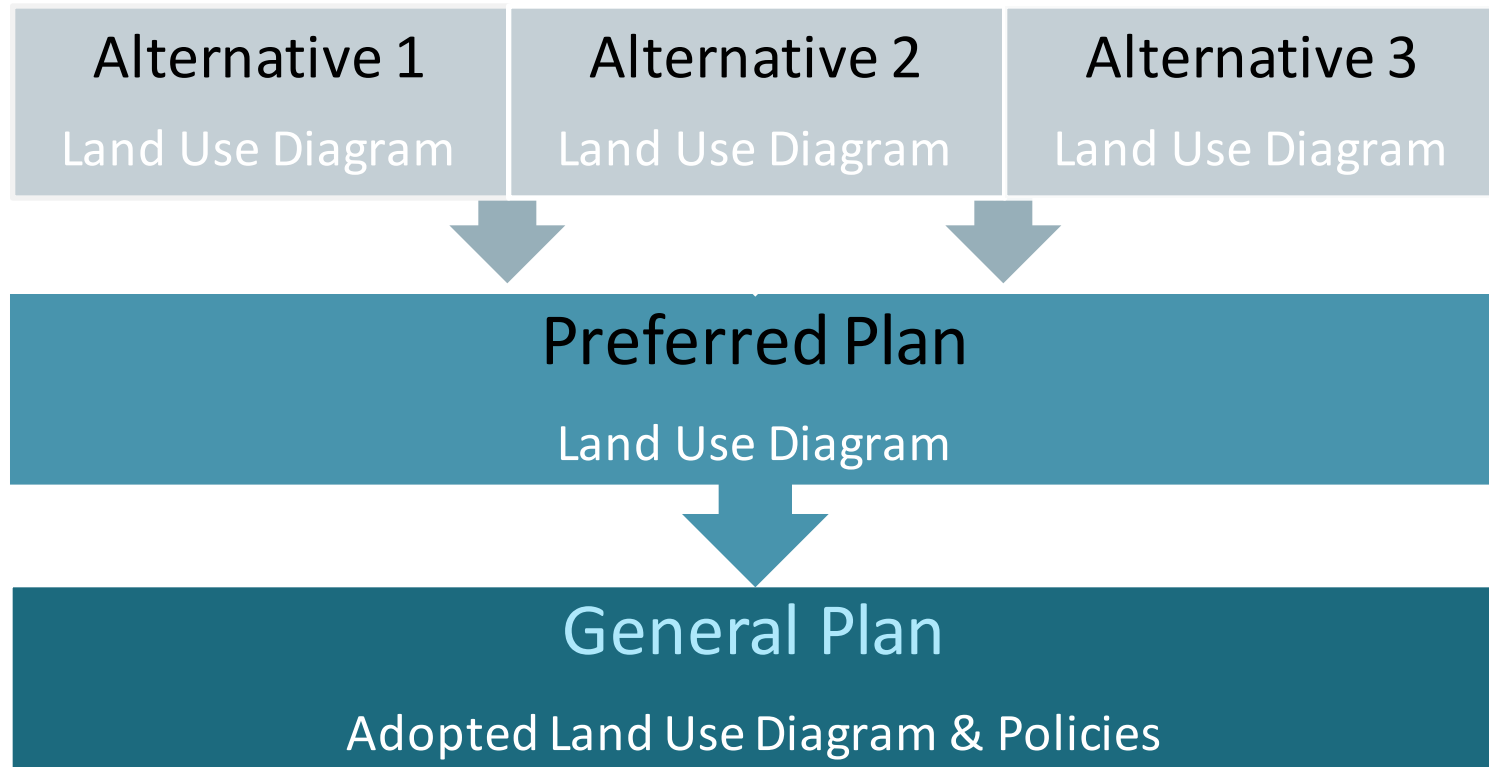 Alternative 1
Land Use Diagram
Alternative 2
Land Use Diagram
Alternative 3
Land Use Diagram
Preferred Plan
Land Use Diagram
General Plan
Adopted Land Use Diagram & Policies